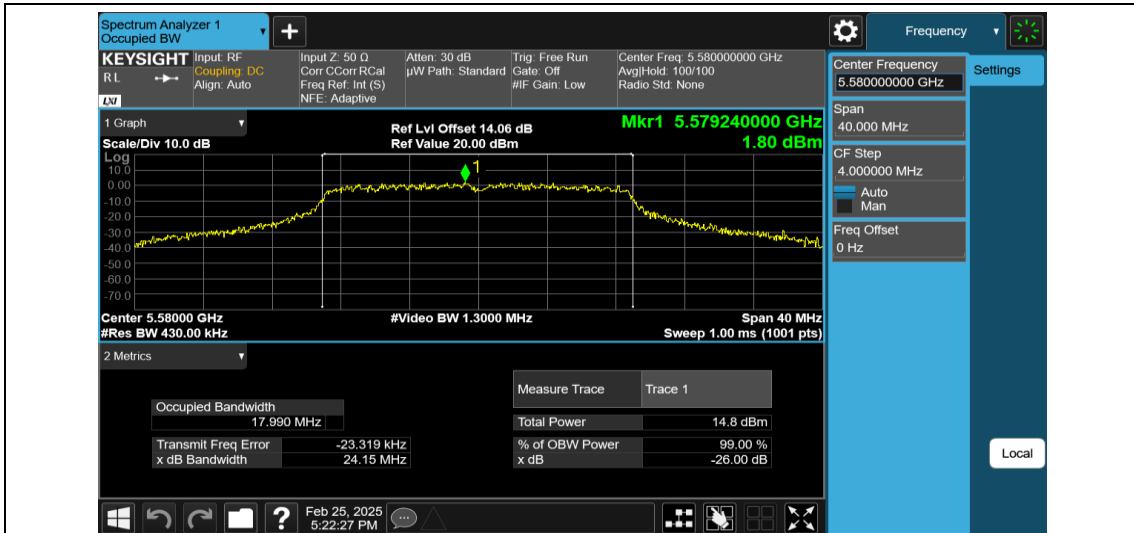 Spectrum Analyzer 1
Occupied BW
Frequency
KEYSIGHT
R L
LXI
Input: RF
Coupling: DC
Align: Auto
Input Z: 50 Ω
Corr CCorr RCal
Freq Ref: Int (S)
NFE: Adaptive
Atten: 30 dB
µW Path: Standard
Trig: Free Run
Gate: Off
#IF Gain: Low
Center Freq: 5.580000000 GHz
Avg|Hold: 100/100
Radio Std: None
Center Frequency
5.580000000 GHz
Settings
Span
40.000 MHz
CF Step
4.000000 MHz
Auto
Man
Freq Offset
0 Hz
Local
1 Graph
Scale/Div 10.0 dB
Ref Lvl Offset 14.06 dB
Ref Value 20.00 dBm
Mkr1 5.579240000 GHz
1.80 dBm
Log
10.0
0.00
-10.0
-20.0
-30.0
-40.0
-50.0
-60.0
-70.0
1
Center 5.58000 GHz
#Res BW 430.00 kHz
#Video BW 1.3000 MHz
Span 40 MHz
Sweep 1.00 ms (1001 pts)
2 Metrics
Measure Trace Trace 1
Occupied Bandwidth
17.990 MHz
Total Power 14.8 dBm
Transmit Freq Error -23.319 kHz
% of OBW Power 99.00 %
x dB Bandwidth 24.15 MHz
x dB -26.00 dB
Feb 25, 2025
5:22:27 PM